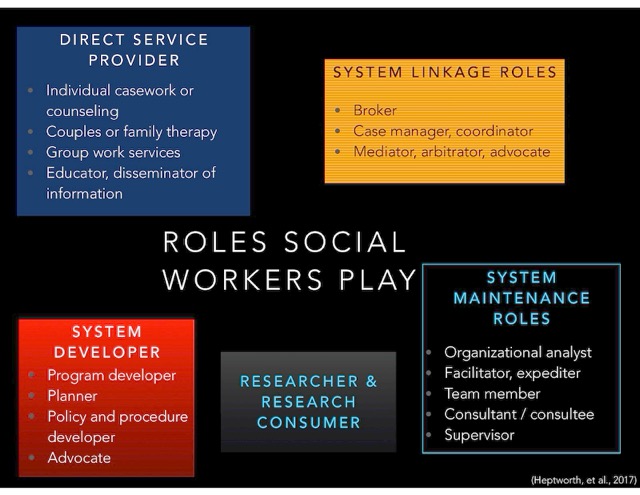 DIRECT SERVICE
PROVIDER
• Individual casework or
counseling
• Couples or family therapy
• Group work services
• Educator, disseminator of
information
SYSTEM LINKAGE ROLES
• Broker
• Case manager, coordinator
• Mediator, arbitrator, advocate
ROLES SOCIAL
WORKERS PLAY
SYSTEM
DEVELOPER
• Program developer
• Planner
• Policy and procedure
developer
• Advocate
RESEARCHER &
RESEARCH
CONSUMER
SYSTEM
MAINTENANCE
ROLES
• Organizational analyst
• Facilitator, expediter
• Team member
• Consultant / consultee
• Supervisor
(Heptworth, et al., 2017)